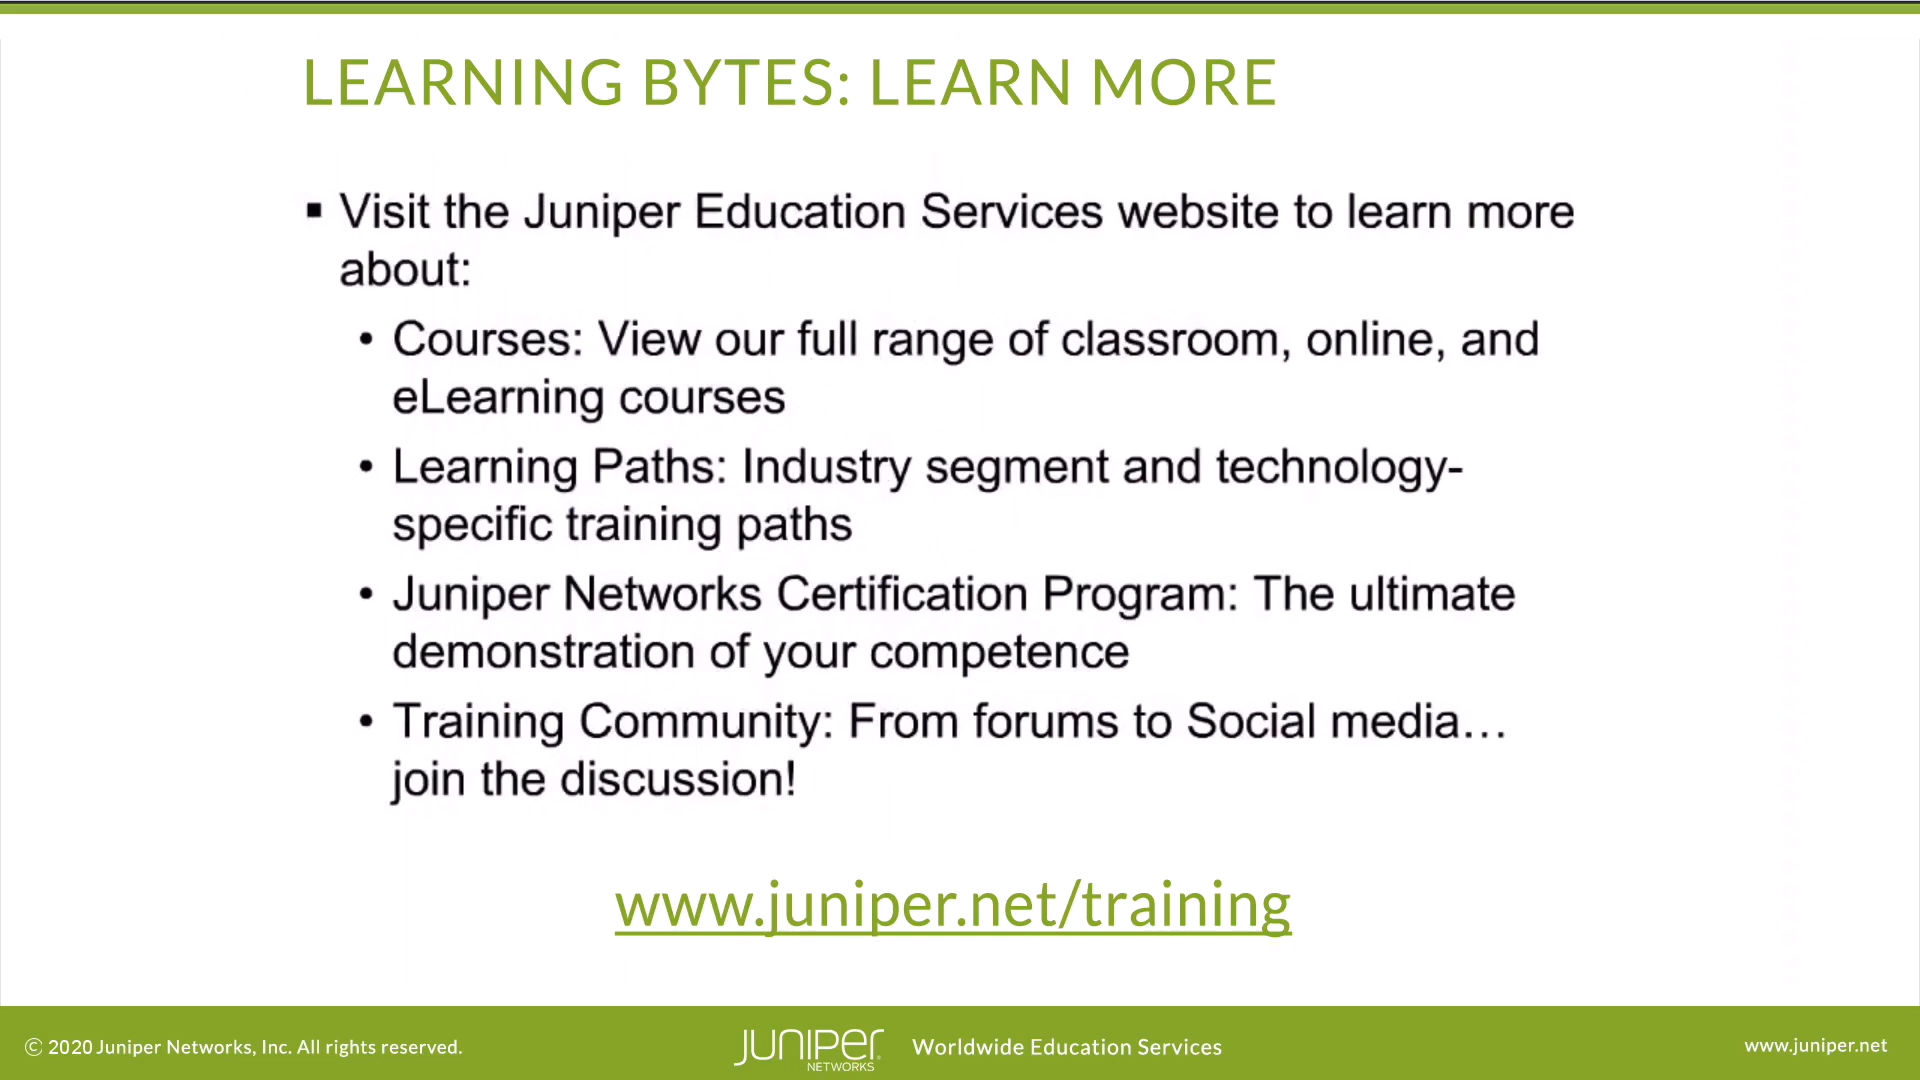 LEARNING BYTES: LEARN MORE
▪ Visit the Juniper Education Services website to learn more
about:
• Courses: View our full range of classroom, online, and
eLearning courses
• Learning Paths: Industry segment and technology-
specific training paths
• Juniper Networks Certification Program: The ultimate
demonstration of your competence
• Training Community: From forums to Social media…
join the discussion!
www.juniper.net/training
© 2020 Juniper Networks, Inc. All rights reserved.
JUNIPEr
NETWORKS
Worldwide Education Services
www.juniper.net